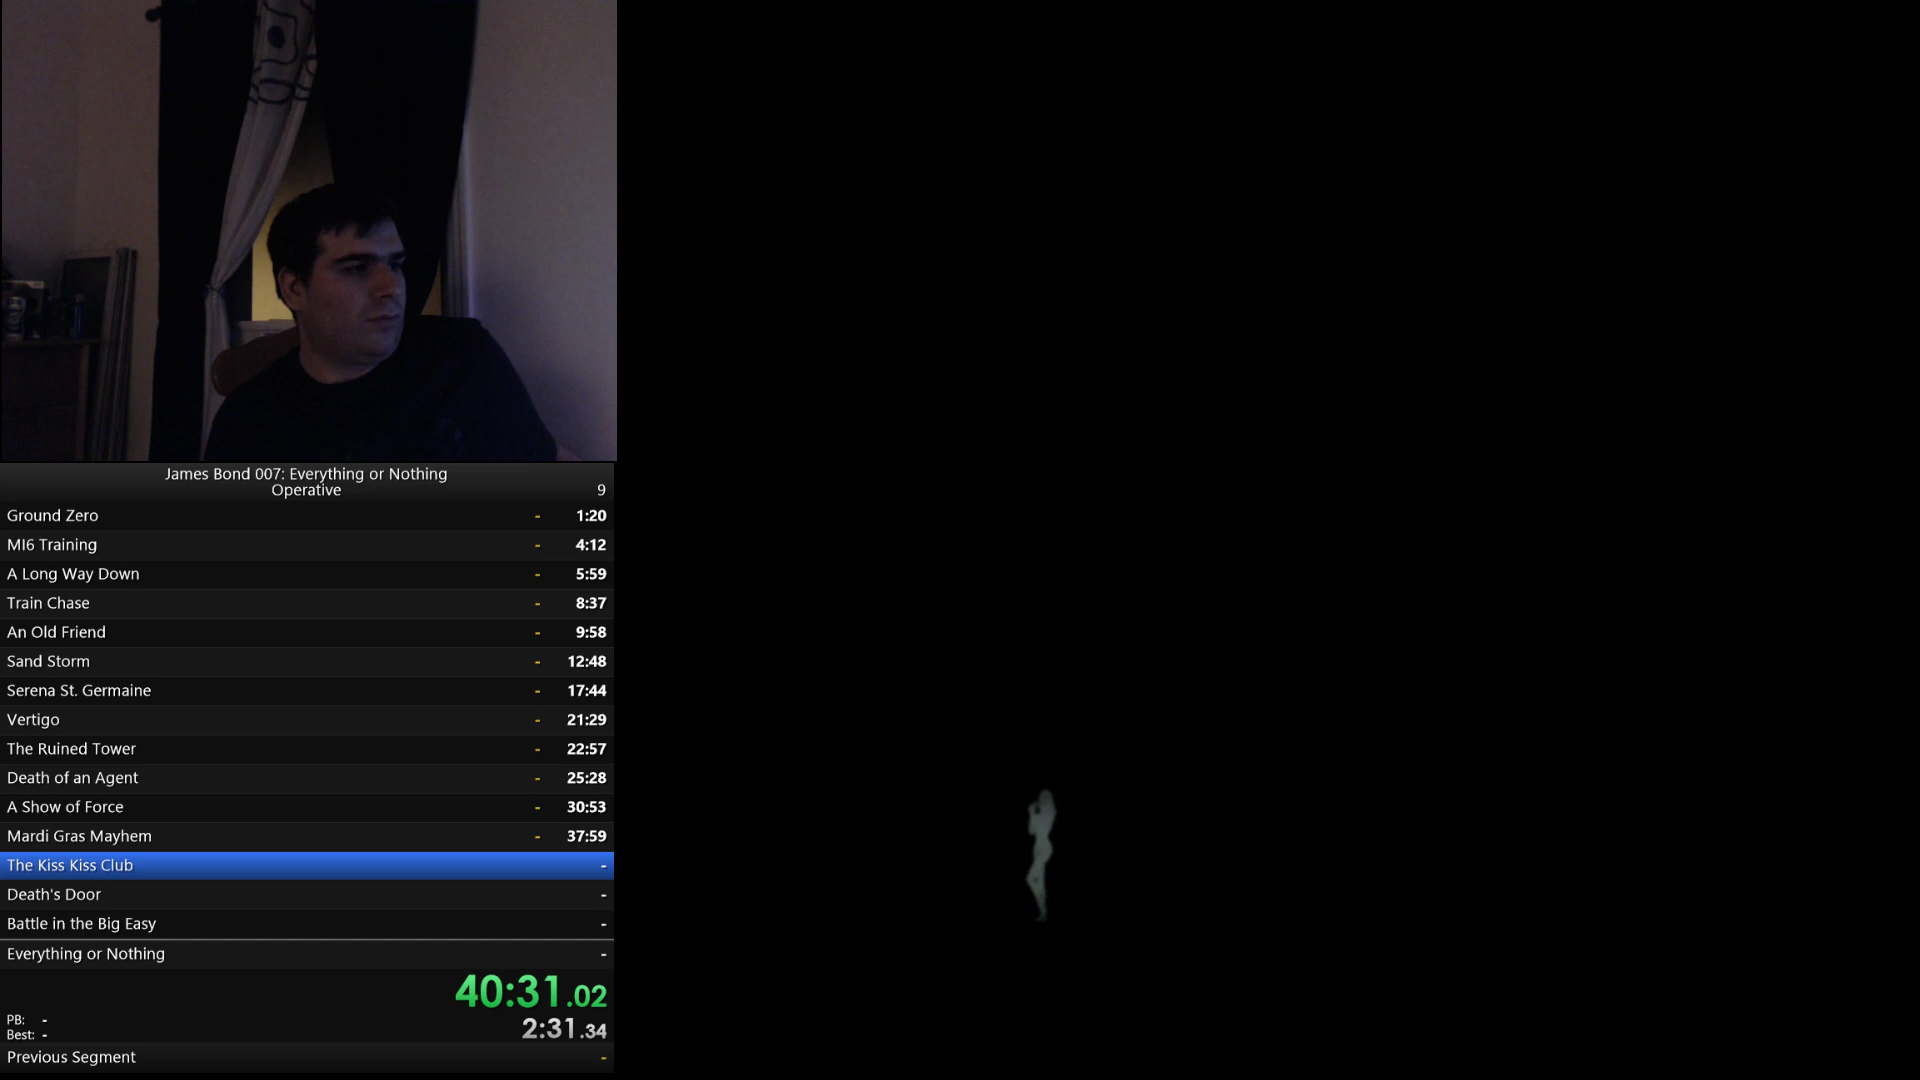 James Bond 007: Everything or Nothing
Operative 9
Ground Zero - 1:20
MI6 Training - 4:12
A Long Way Down - 5:59
Train Chase - 8:37
An Old Friend - 9:58
Sand Storm - 12:48
Serena St. Germaine - 17:44
Vertigo - 21:29
The Ruined Tower - 22:57
Death of an Agent - 25:28
A Show of Force - 30:53
Mardi Gras Mayhem - 37:59
The Kiss Kiss Club -
Death's Door -
Battle in the Big Easy -
Everything or Nothing -
40:31.02
PB: -
Best: - 2:31.34
Previous Segment -